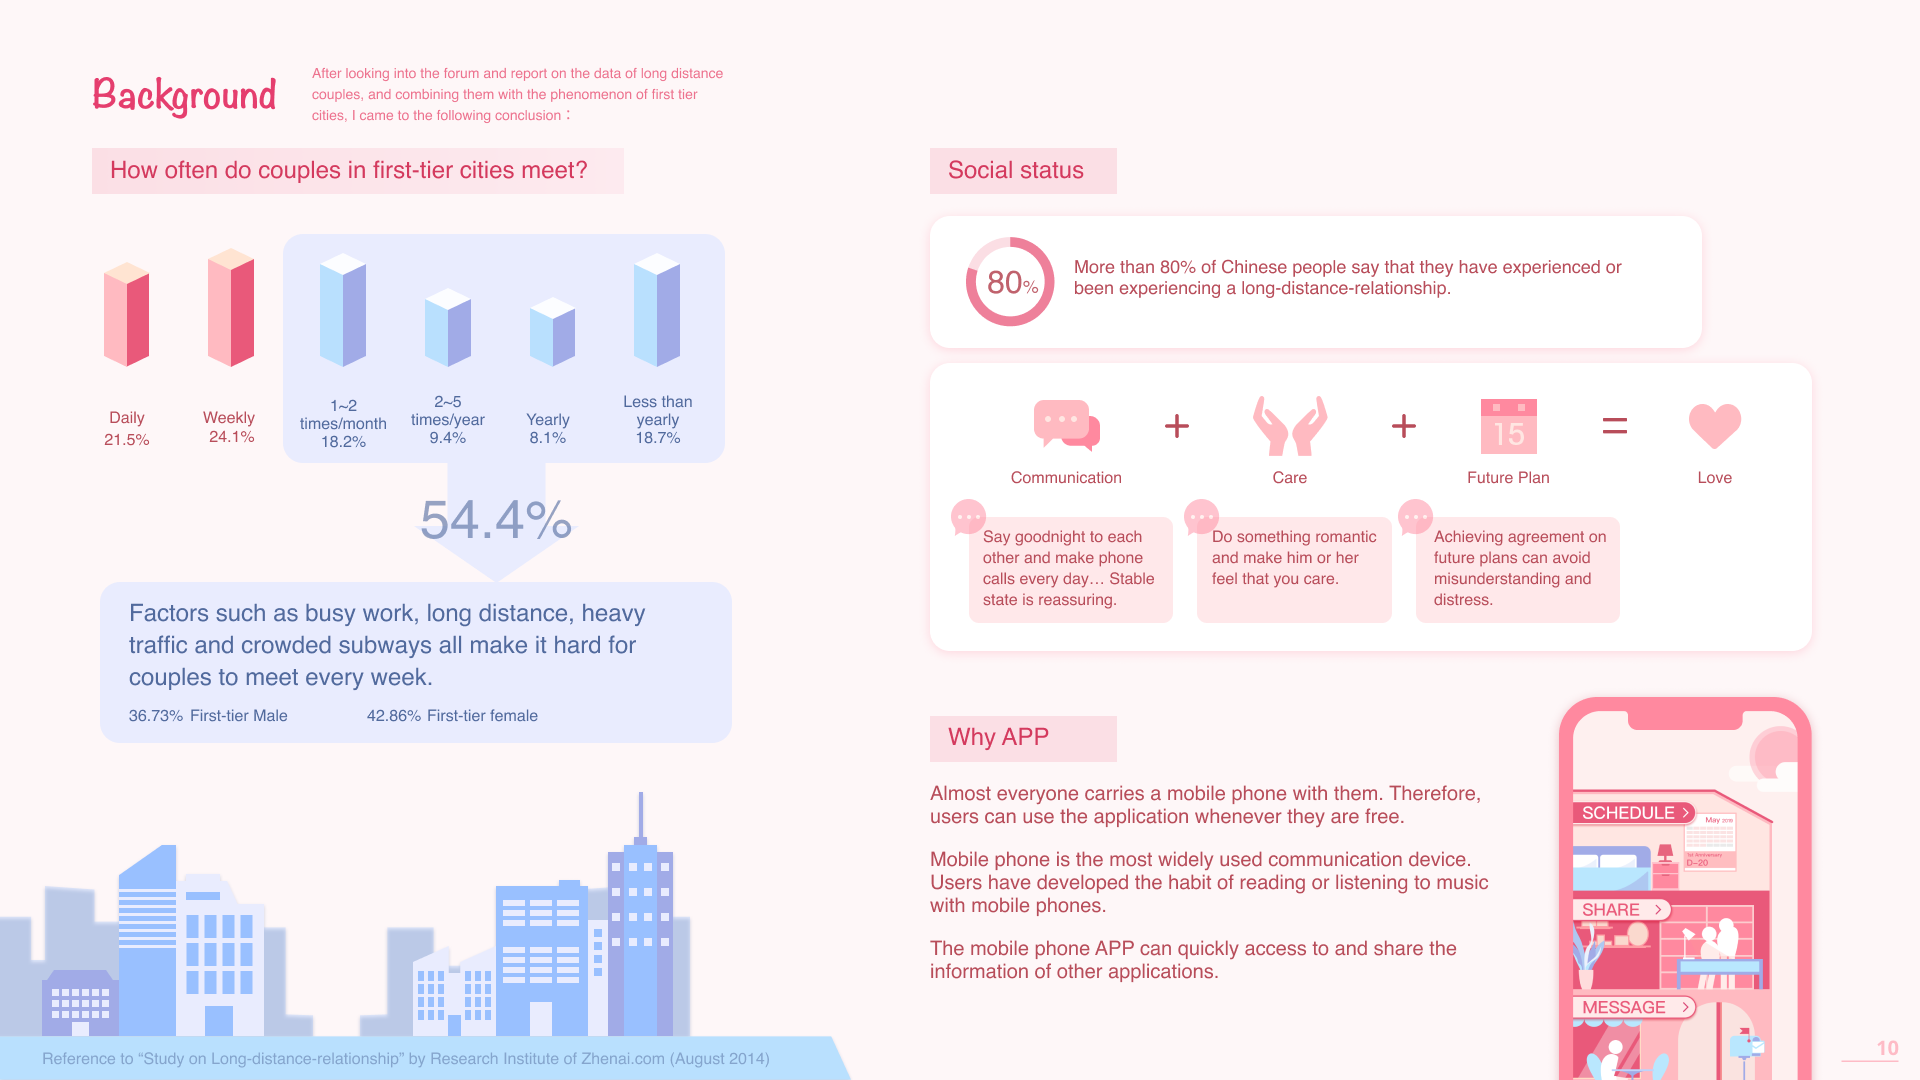 Background
After looking into the forum and report on the data of long distance
couples, and combining them with the phenomenon of first tier
cities, I came to the following conclusion：
How often do couples in first-tier cities meet?
Daily
21.5%
Weekly
24.1%
1~2
times/month
18.2%
2~5
times/year
9.4%
Yearly
8.1%
Less than
yearly
18.7%
54.4%
Factors such as busy work, long distance, heavy
traffic and crowded subways all make it hard for
couples to meet every week.
36.73% First-tier Male
42.86% First-tier female
Reference to “Study on Long-distance-relationship” by Research Institute of Zhenai.com (August 2014)
Social status
80%
More than 80% of Chinese people say that they have experienced or
been experiencing a long-distance-relationship.
+
+
15
=
Communication
Care
Future Plan
Love
Say goodnight to each
other and make phone
calls every day… Stable
state is reassuring.
Do something romantic
and make him or her
feel that you care.
Achieving agreement on
future plans can avoid
misunderstanding and
distress.
Why APP
Almost everyone carries a mobile phone with them. Therefore,
users can use the application whenever they are free.
Mobile phone is the most widely used communication device.
Users have developed the habit of reading or listening to music
with mobile phones.
The mobile phone APP can quickly access to and share the
information of other applications.
SCHEDULE >
May 2019
1st Anniversary
D-20
SHARE >
MESSAGE >
10